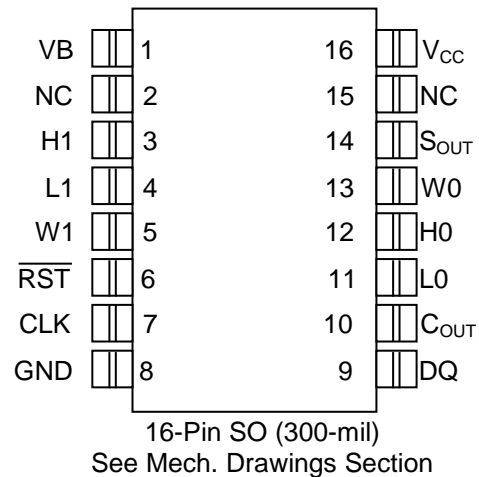 VB 1 16 VCC
NC 2 15 NC
H1 3 14 SOUT
L1 4 13 W0
W1 5 12 H0
RST 6 11 L0
CLK 7 10 COUT
GND 8 9 DQ
16-Pin SO (300-mil)
See Mech. Drawings Section